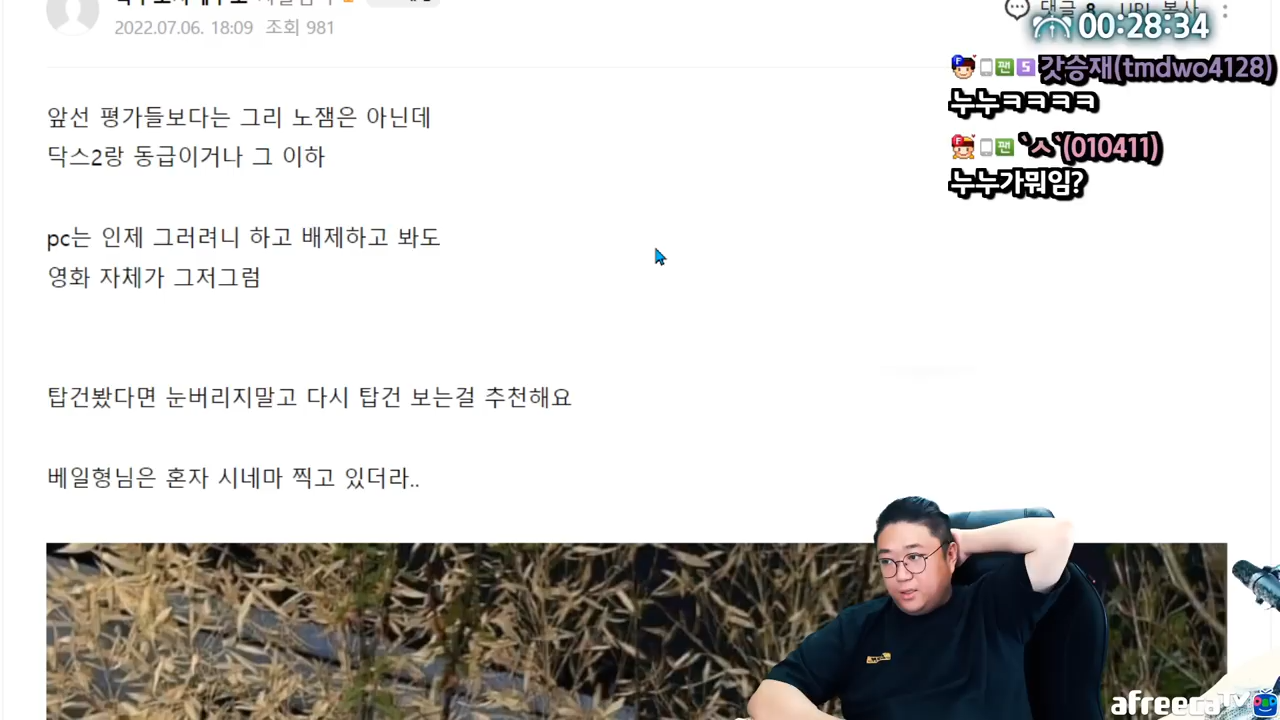 2022.07.06. 18:09 조회 981
댓글 8 URL 복사
00:28:34
갓승재(tmdwo4128)
누누ㅋㅋㅋㅋ
`ㅅ`(010411)
누누가뭐임?
앞선 평가들보다는 그리 노잼은 아닌데
닥스2랑 동급이거나 그 이하
pc는 인제 그러려니 하고 배제하고 봐도
영화 자체가 그저그럼
탑건봤다면 눈버리지말고 다시 탑건 보는걸 추천해요
베일형님은 혼자 시네마 찍고 있더라..
afreecaTV